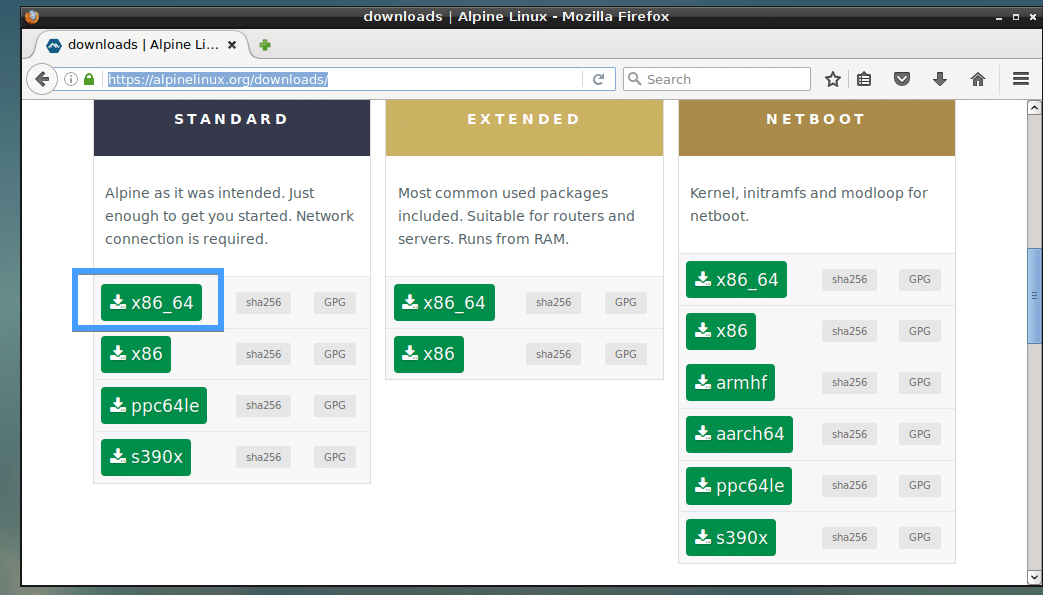 downloads | Alpine Linux - Mozilla Firefox
downloads | Alpine Li...
https://alpinelinux.org/downloads/
Search
STANDARD
Alpine as it was intended. Just
enough to get you started. Network
connection is required.
x86_64 sha256 GPG
x86 sha256 GPG
ppc64le sha256 GPG
s390x sha256 GPG
EXTENDED
Most common used packages
included. Suitable for routers and
servers. Runs from RAM.
x86_64 sha256 GPG
x86 sha256 GPG
NETBOOT
Kernel, initramfs and modloop for
netboot.
x86_64 sha256 GPG
x86 sha256 GPG
armhf sha256 GPG
aarch64 sha256 GPG
ppc64le sha256 GPG
s390x sha256 GPG